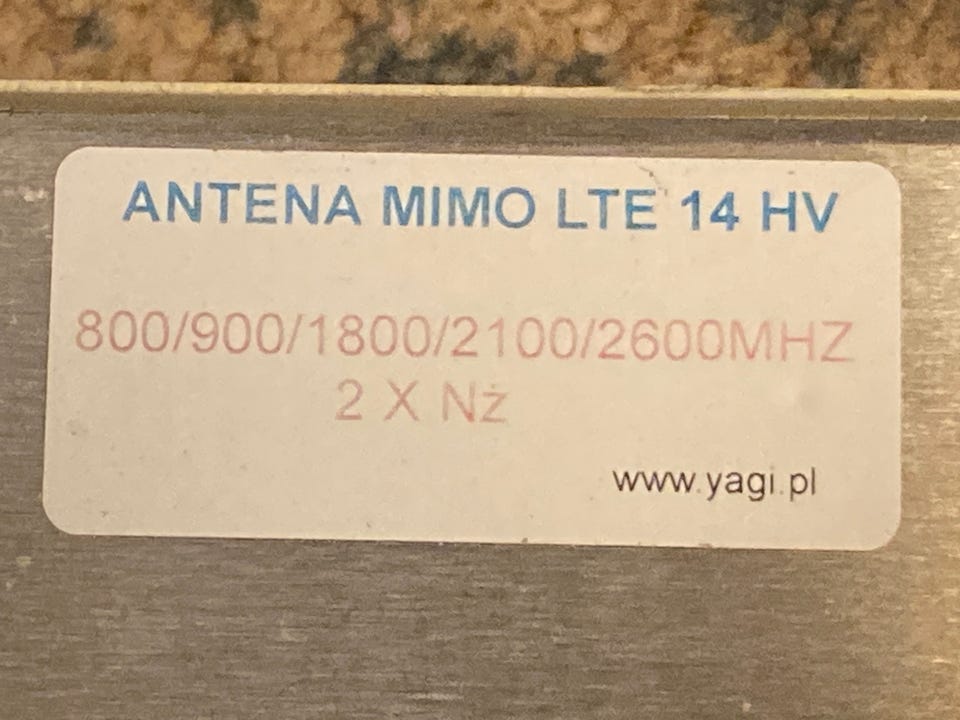 ANTENA MIMO LTE 14 HV
800/900/1800/2100/2600MHZ
2 X Nż
www.yagi.pl